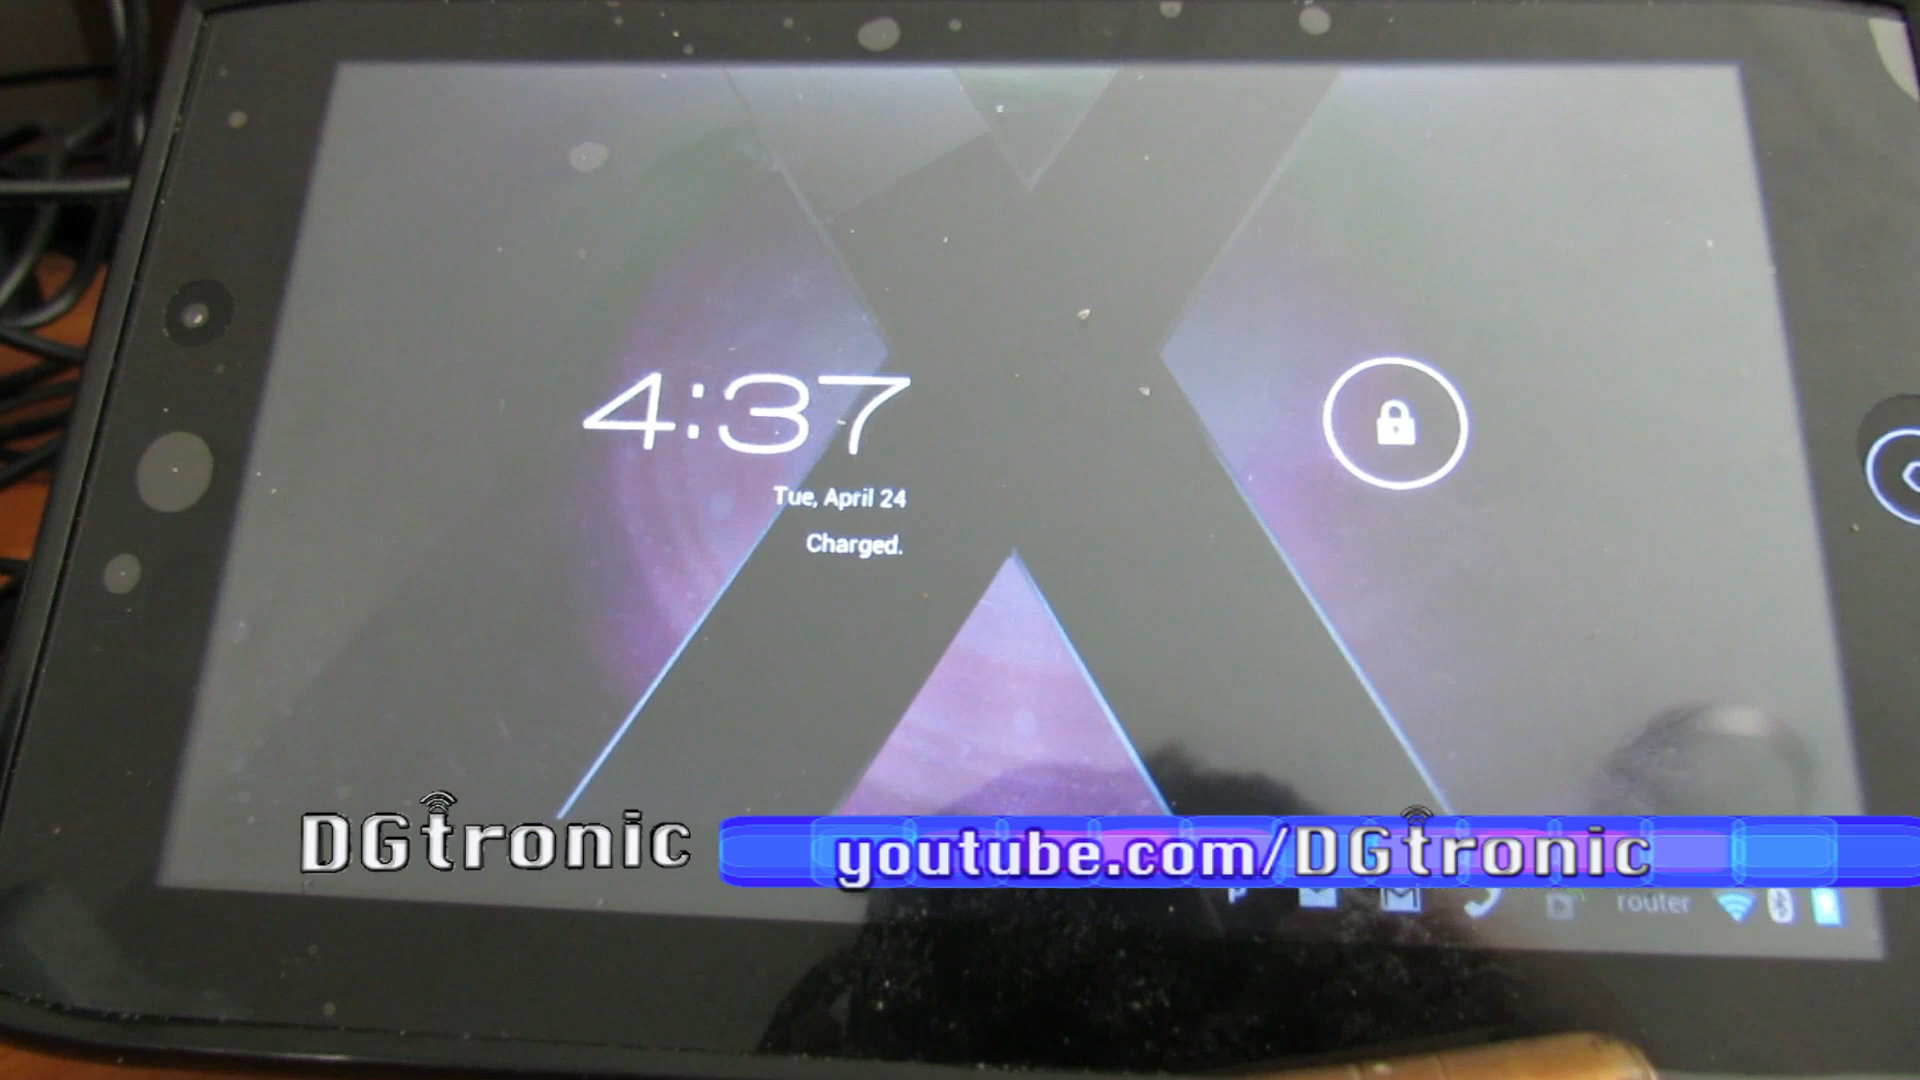 4:37
Tue, April 24
Charged.
DGtronic
youtube.com/DGtronic
router